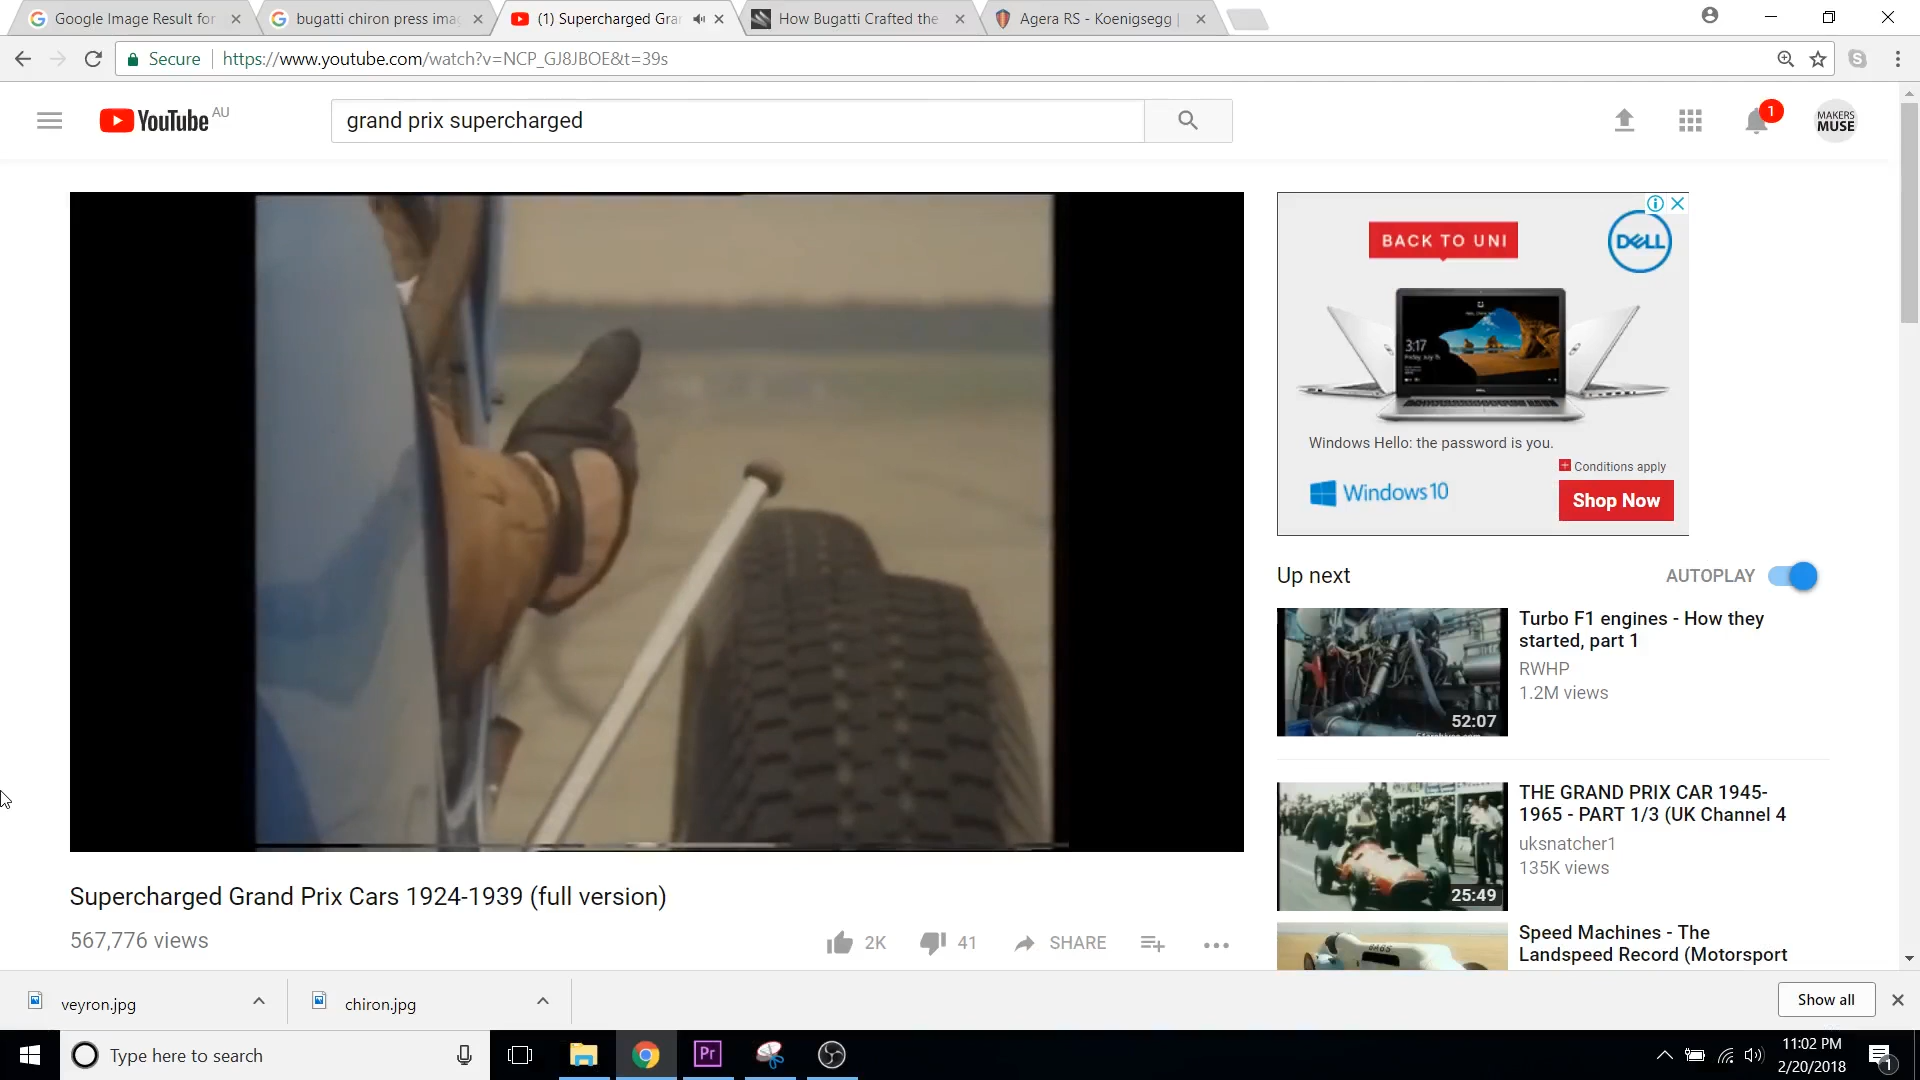 Google Image Result for
bugatti chiron press ima
(1) Supercharged Gra
How Bugatti Crafted the
Agera RS - Koenigsegg |
Secure
https://www.youtube.com/watch?v=NCP_GJ8JBOE&t=39s
YouTube AU
grand prix supercharged
1
MAKERS
MUSE
BACK TO UNI
DELL
3:17
Windows Hello: the password is you.
Conditions apply
Windows10
Shop Now
Up next
AUTOPLAY
Turbo F1 engines - How they
started, part 1
RWHP
1.2M views
52:07
THE GRAND PRIX CAR 1945-
1965 - PART 1/3 (UK Channel 4
uksnatcher1
135K views
25:49
Speed Machines - The
Landspeed Record (Motorsport
Supercharged Grand Prix Cars 1924-1939 (full version)
567,776 views
2K
41
SHARE
veyron.jpg
chiron.jpg
Show all
Type here to search
Pr
11:02 PM
2/20/2018
1